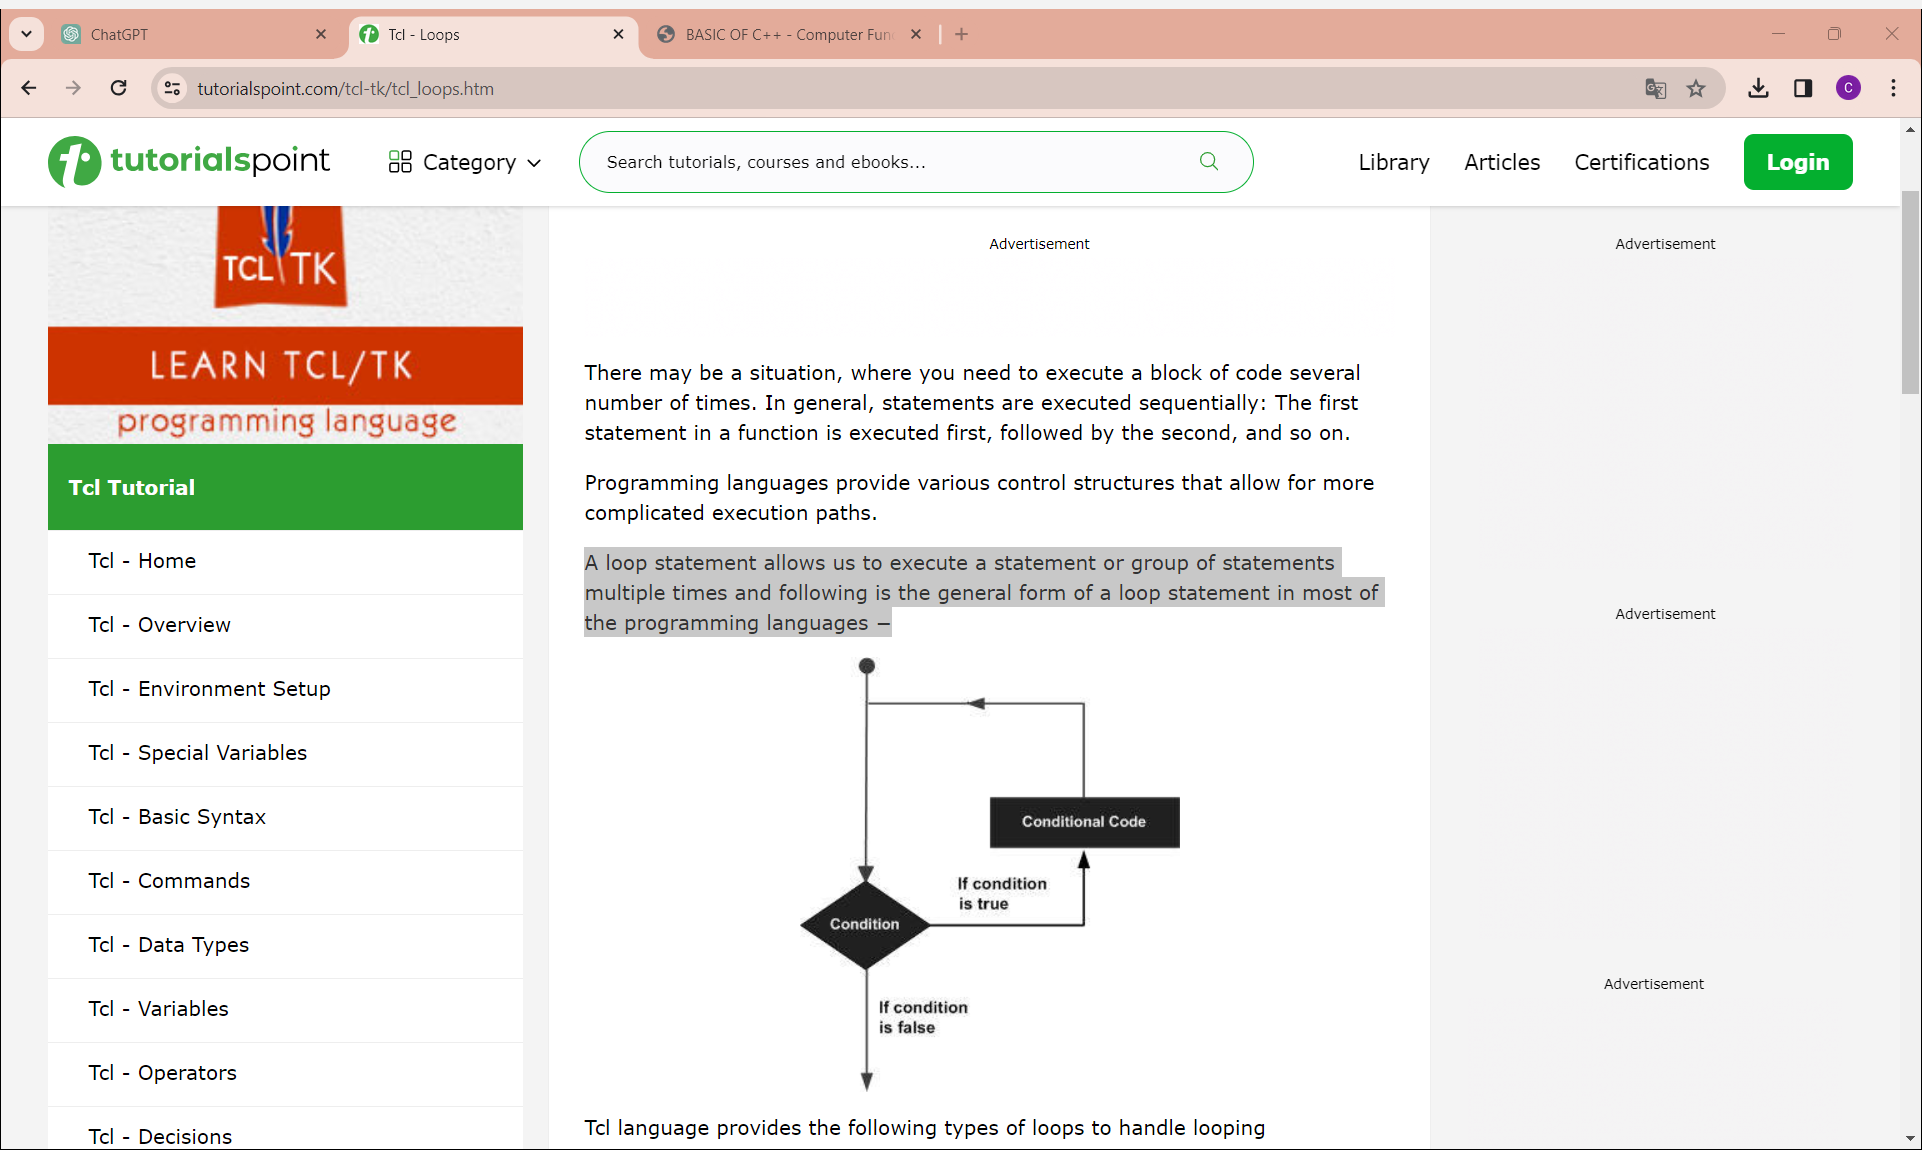 ChatGPT
Tcl - Loops
BASIC OF C++ - Computer Fun
tutorialspoint.com/tcl-tk/tcl_loops.htm
C
tutorialspoint
Category
Search tutorials, courses and ebooks...
Library
Articles
Certifications
Login
TCL TK
LEARN TCL/TK
programming language
Tcl Tutorial
Tcl - Home
Tcl - Overview
Tcl - Environment Setup
Tcl - Special Variables
Tcl - Basic Syntax
Tcl - Commands
Tcl - Data Types
Tcl - Variables
Tcl - Operators
Tcl - Decisions
Advertisement
There may be a situation, where you need to execute a block of code several
number of times. In general, statements are executed sequentially: The first
statement in a function is executed first, followed by the second, and so on.
Programming languages provide various control structures that allow for more
complicated execution paths.
A loop statement allows us to execute a statement or group of statements
multiple times and following is the general form of a loop statement in most of
the programming languages −
Conditional Code
If condition
is true
Condition
If condition
is false
Tcl language provides the following types of loops to handle looping
Advertisement
Advertisement
Advertisement